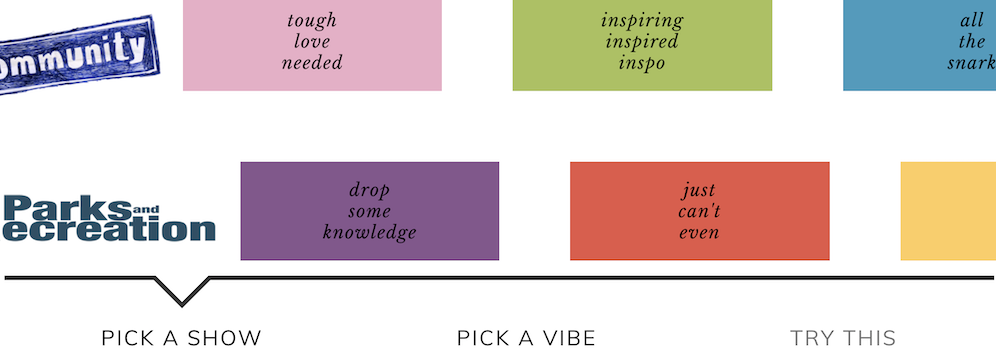 ommunity
tough
love
needed
inspiring
inspired
inspo
all
the
snark
Parks and
ecreation
drop
some
knowledge
just
can't
even
PICK A SHOW
PICK A VIBE
TRY THIS